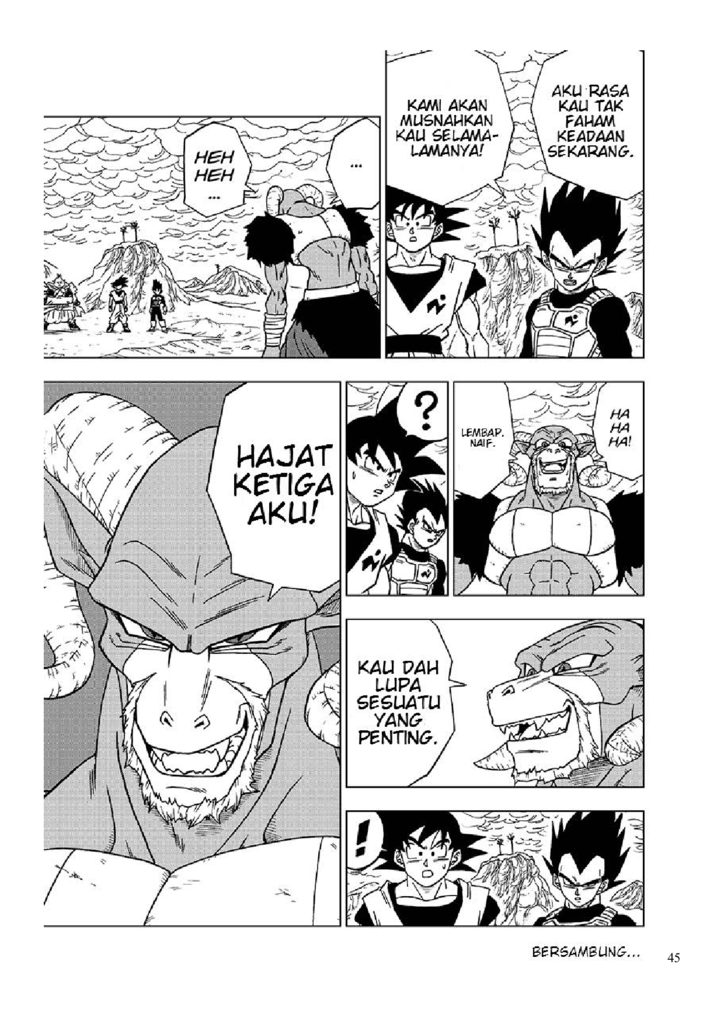 AKU RASA
KAU TAK
FAHAM
KEADAAN
SEKARANG.
KAMI AKAN
MUSNAHKAN
KAU SELAMA-
LAMANYA!
...
HEH
HEH
...
HA
HA
HA!
LEMBAP.
NAIF.
?
HAJAT
KETIGA
AKU!
KAU DAH
LUPA
SESUATU
YANG
PENTING.
!
BERSAMBUNG...
45